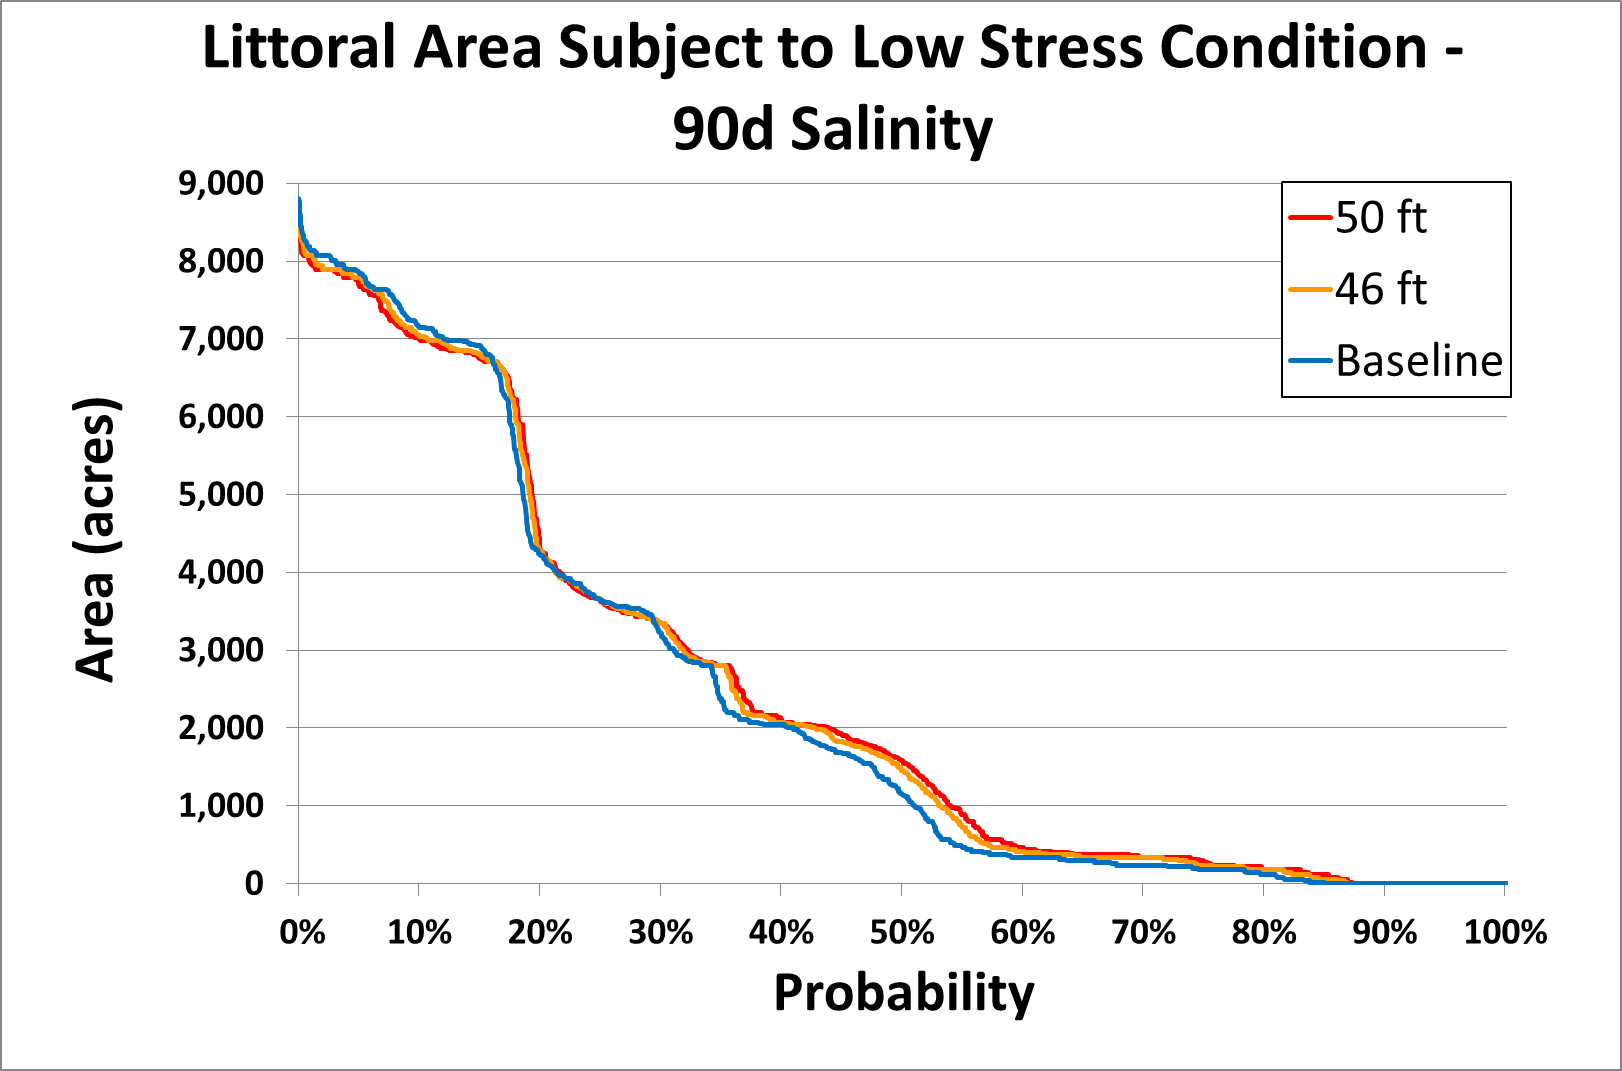 Littoral Area Subject to Low Stress Condition -
90d Salinity
9,000
8,000
7,000
6,000
5,000
4,000
3,000
2,000
1,000
0
Area (acres)
50 ft
46 ft
Baseline
0% 10% 20% 30% 40% 50% 60% 70% 80% 90% 100%
Probability